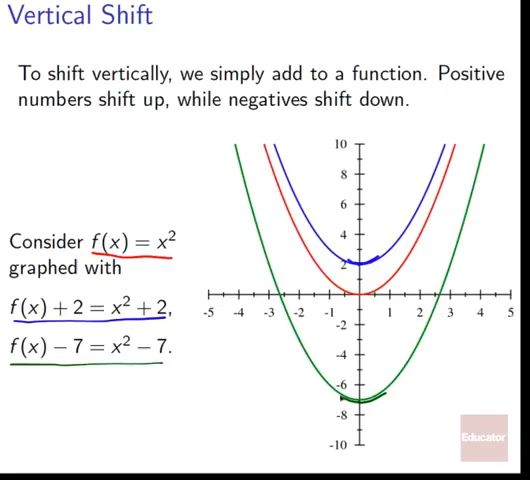 Vertical Shift
To shift vertically, we simply add to a function. Positive
numbers shift up, while negatives shift down.
Consider f(x) = x²
graphed with
f(x) + 2 = x² + 2,
f(x) − 7 = x² − 7.
10
8
6
4
2
-5 -4 -3 -2 -1 1 2 3 4 5
-2
-4
-6
-8
-10
Educator